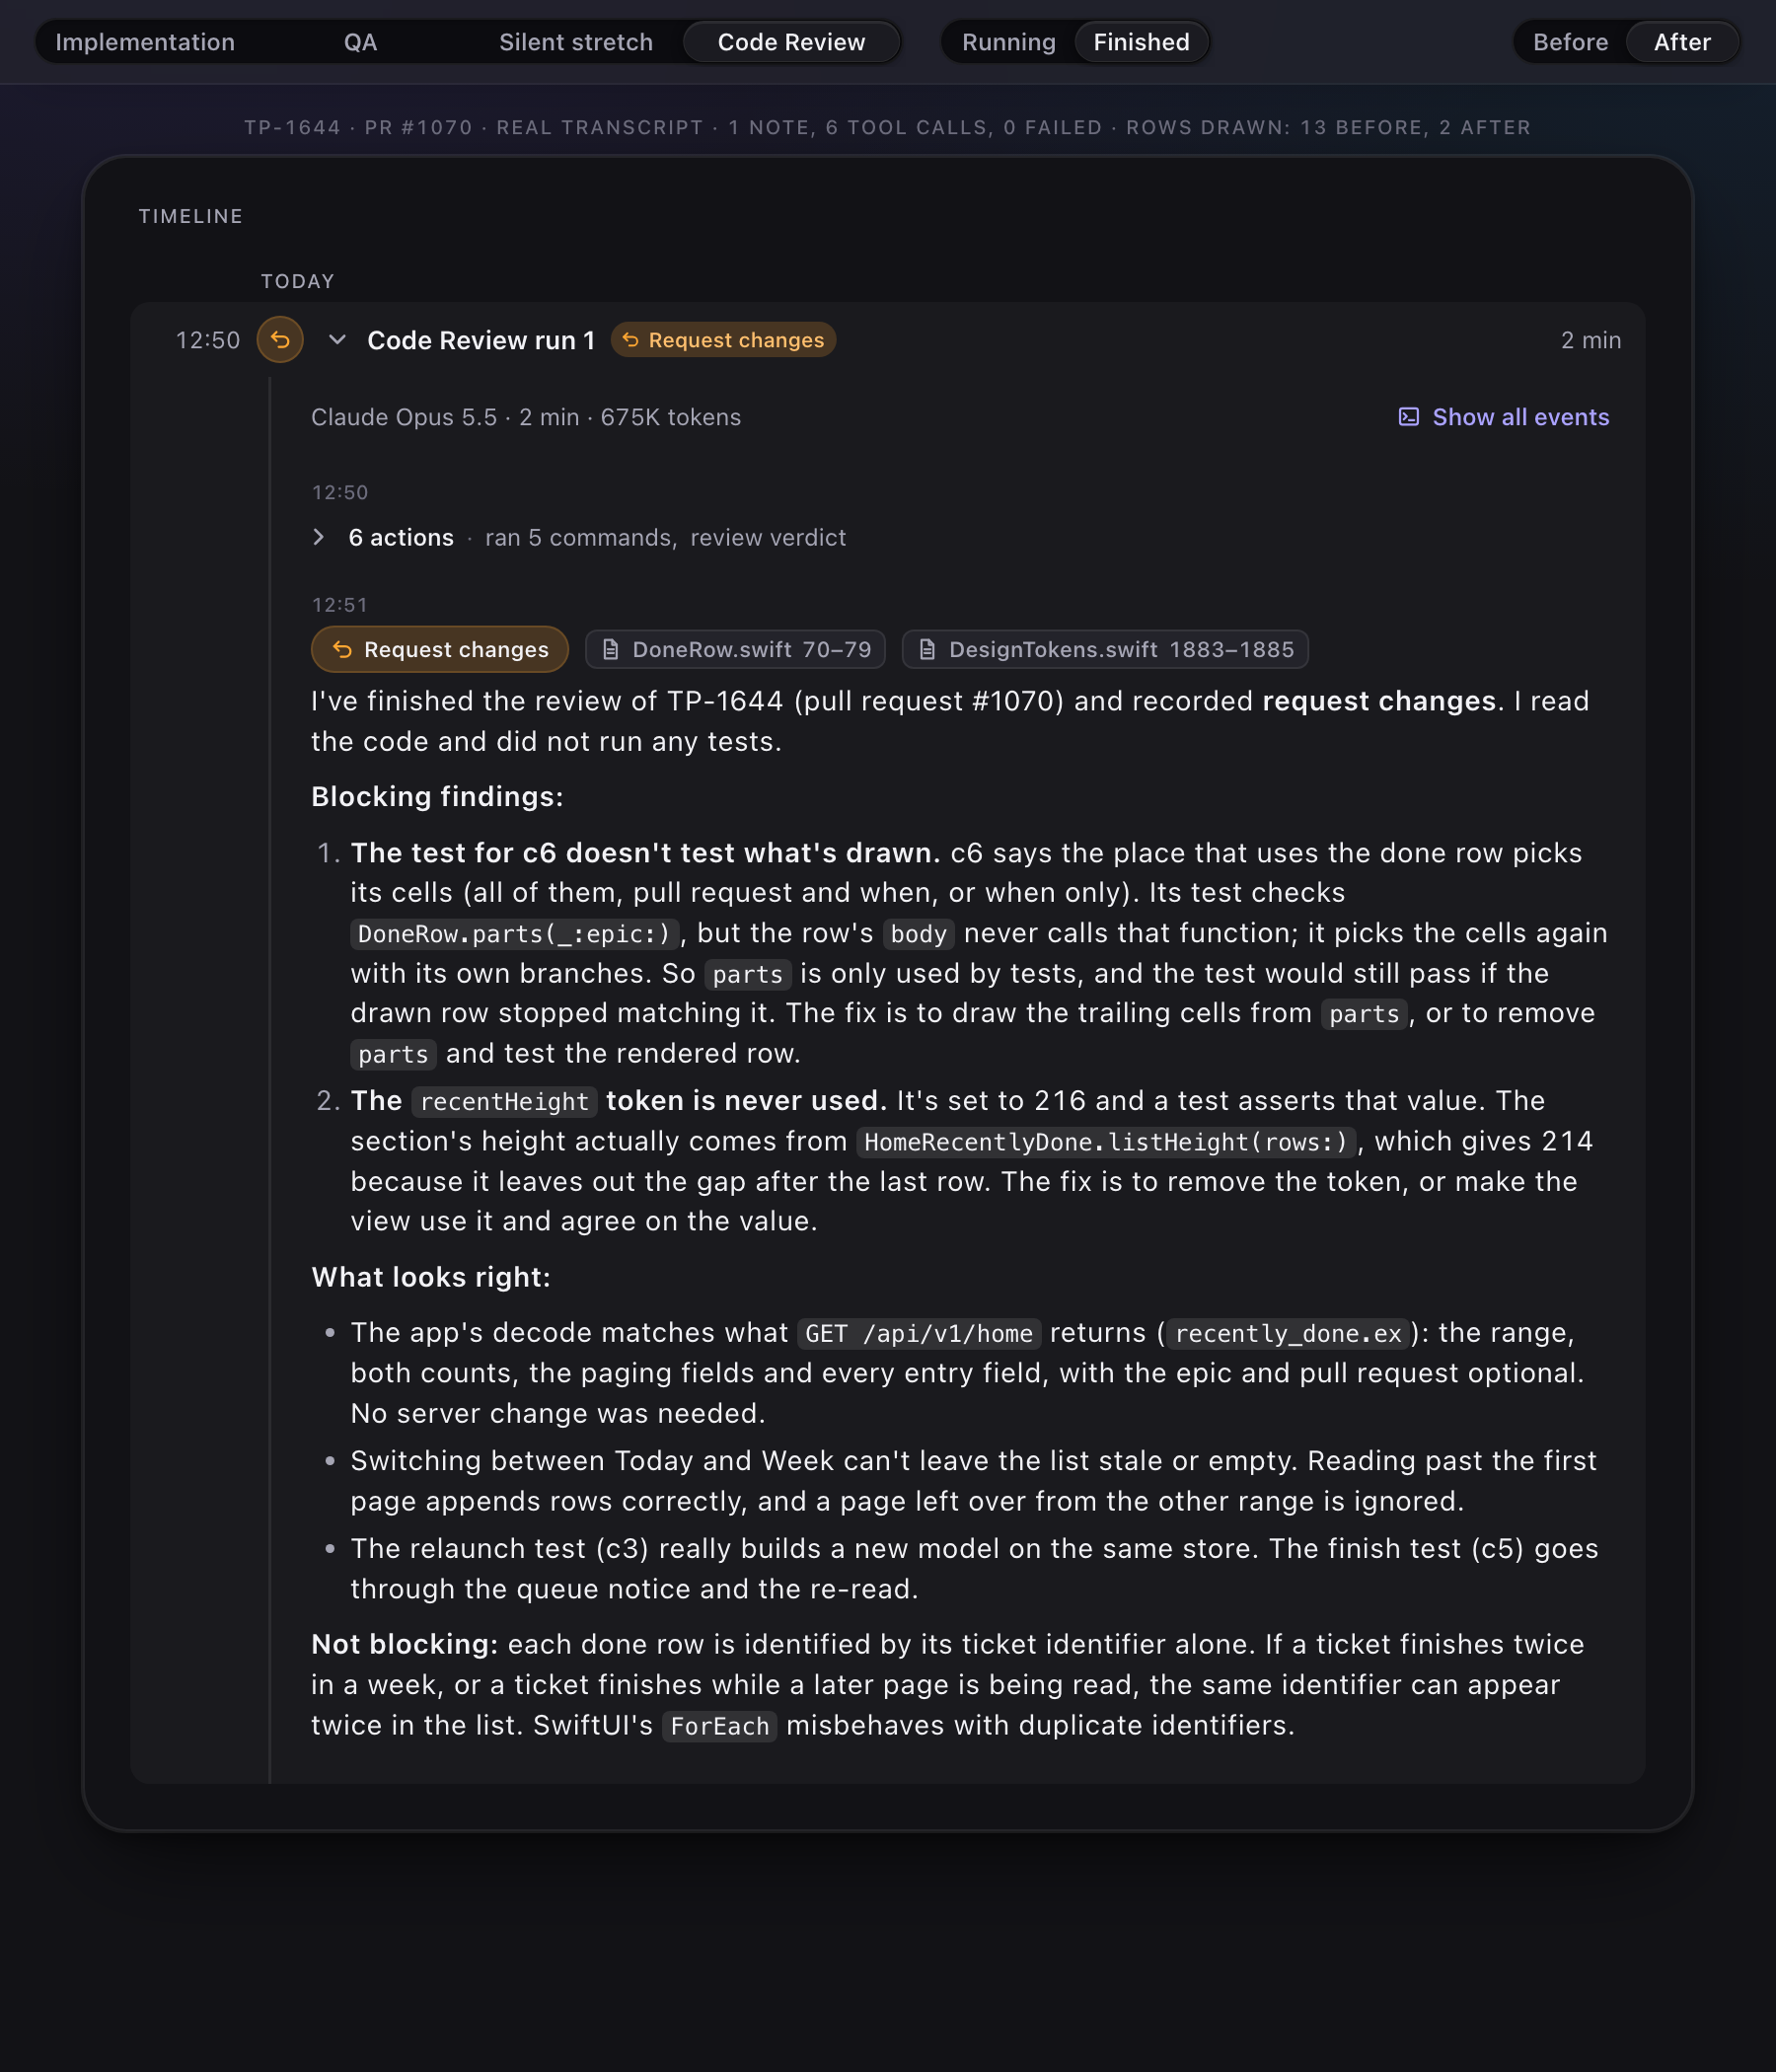 Implementation QA Silent stretch Code Review Running Finished Before After
TP-1644 · PR #1070 · REAL TRANSCRIPT · 1 NOTE, 6 TOOL CALLS, 0 FAILED · ROWS DRAWN: 13 BEFORE, 2 AFTER
TIMELINE
TODAY
12:50 Code Review run 1 Request changes 2 min
Claude Opus 5.5 · 2 min · 675K tokens Show all events
12:50
6 actions · ran 5 commands, review verdict
12:51
Request changes DoneRow.swift 70–79 DesignTokens.swift 1883–1885
I've finished the review of TP-1644 (pull request #1070) and recorded request changes. I read
the code and did not run any tests.
Blocking findings:
1. The test for c6 doesn't test what's drawn. c6 says the place that uses the done row picks
its cells (all of them, pull request and when, or when only). Its test checks
DoneRow.parts(_:epic:), but the row's body never calls that function; it picks the cells again
with its own branches. So parts is only used by tests, and the test would still pass if the
drawn row stopped matching it. The fix is to draw the trailing cells from parts, or to remove
parts and test the rendered row.
2. The recentHeight token is never used. It's set to 216 and a test asserts that value. The
section's height actually comes from HomeRecentlyDone.listHeight(rows:), which gives 214
because it leaves out the gap after the last row. The fix is to remove the token, or make the
view use it and agree on the value.
What looks right:
• The app's decode matches what GET /api/v1/home returns (recently_done.ex): the range,
both counts, the paging fields and every entry field, with the epic and pull request optional.
No server change was needed.
• Switching between Today and Week can't leave the list stale or empty. Reading past the first
page appends rows correctly, and a page left over from the other range is ignored.
• The relaunch test (c3) really builds a new model on the same store. The finish test (c5) goes
through the queue notice and the re-read.
Not blocking: each done row is identified by its ticket identifier alone. If a ticket finishes twice
in a week, or a ticket finishes while a later page is being read, the same identifier can appear
twice in the list. SwiftUI's ForEach misbehaves with duplicate identifiers.